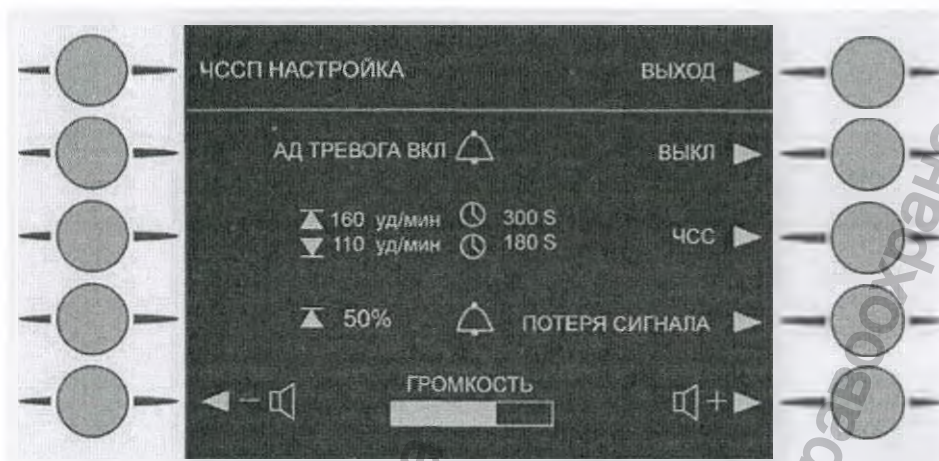 ЧССП НАСТРОЙКА ВЫХОД
АД ТРЕВОГА ВКЛ ВЫКЛ
160 уд/мин 300 S
110 уд/мин 180 S
ЧСС
50% ПОТЕРЯ СИГНАЛА
ГРОМКОСТЬ
- +